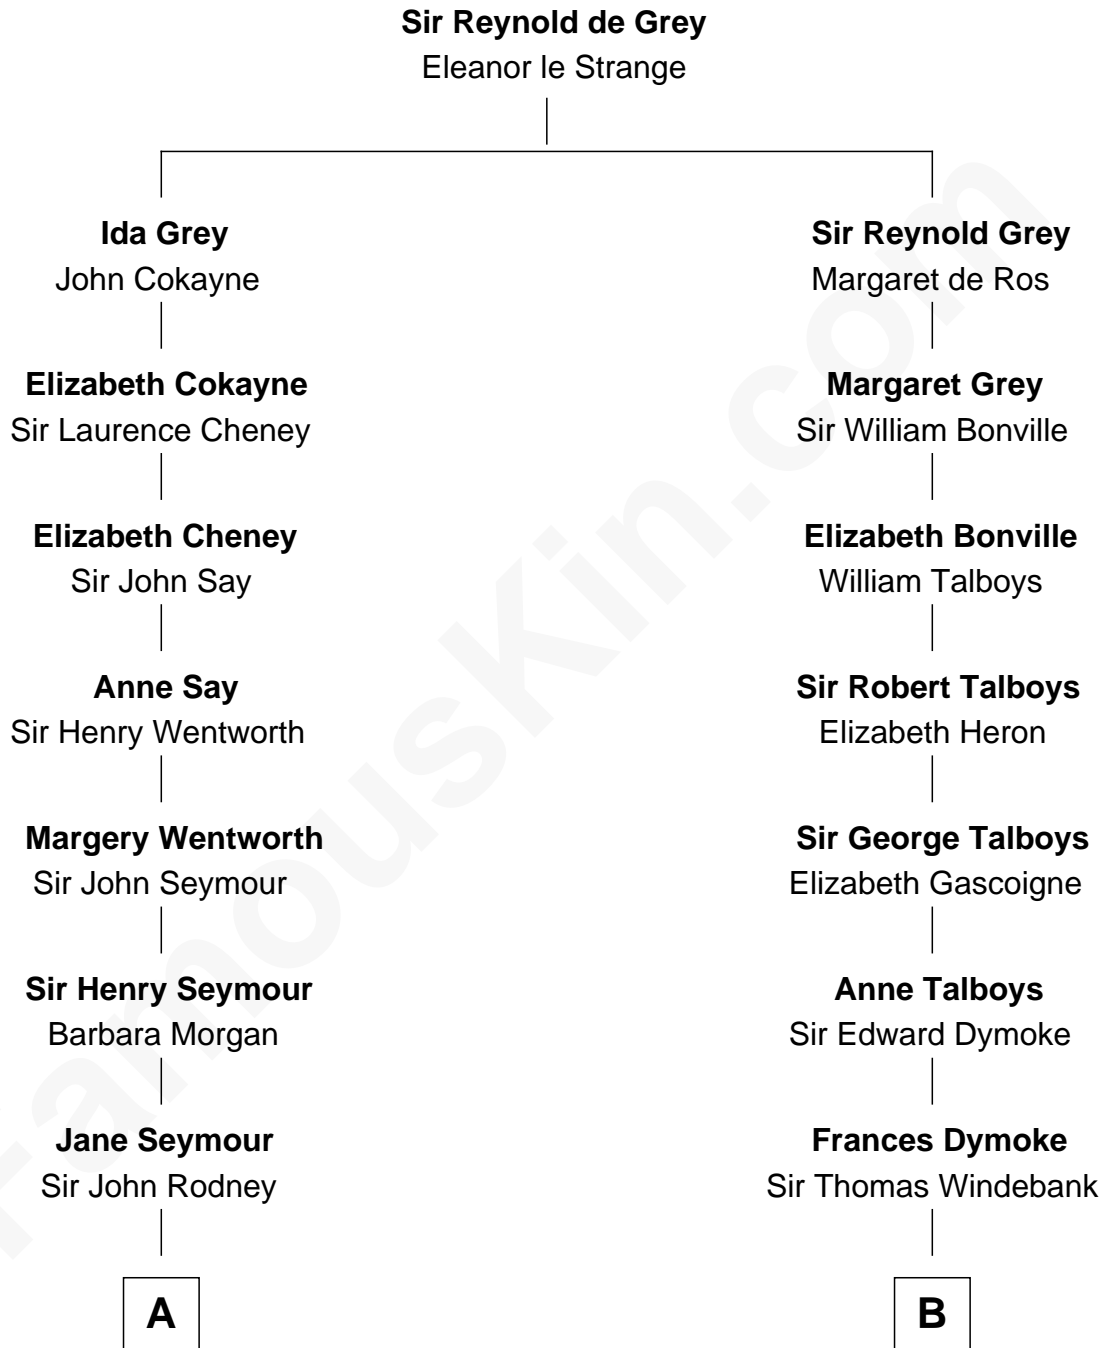 Sir Reynold de Grey
Eleanor le Strange
Ida Grey
John Cokayne
Sir Reynold Grey
Margaret de Ros
Elizabeth Cokayne
Sir Laurence Cheney
Margaret Grey
Sir William Bonville
Elizabeth Cheney
Sir John Say
Elizabeth Bonville
William Talboys
Anne Say
Sir Henry Wentworth
Sir Robert Talboys
Elizabeth Heron
Margery Wentworth
Sir John Seymour
Sir George Talboys
Elizabeth Gascoigne
Sir Henry Seymour
Barbara Morgan
Anne Talboys
Sir Edward Dymoke
Jane Seymour
Sir John Rodney
Frances Dymoke
Sir Thomas Windebank
A
B
FamousKin.com